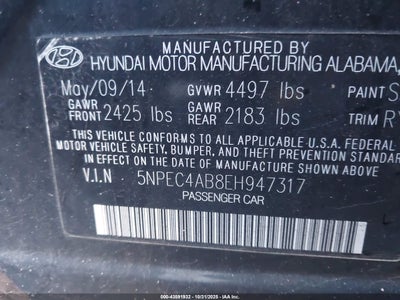 MANUFACTURED BY
HYUNDAI MOTOR MANUFACTURING ALABAMA,
May/09/14 GVWR 4497 lbs PAINT
GAWR FRONT 2425 lbs GAWR REAR 2183 lbs TRIM
THIS VEHICLE CONFORMS TO ALL APPLICABLE U.S.A. FEDERAL
MOTOR VEHICLE SAFETY, BUMPER, AND THEFT PREVENTION STANDARDS
IN EFFECT ON THE DATE OF MANUFACTURE SHOWN ABOVE.
V.I.N 5NPEC4AB8EH947317
PASSENGER CAR
000-43591932 - 10/31/2025 - IAA Inc.